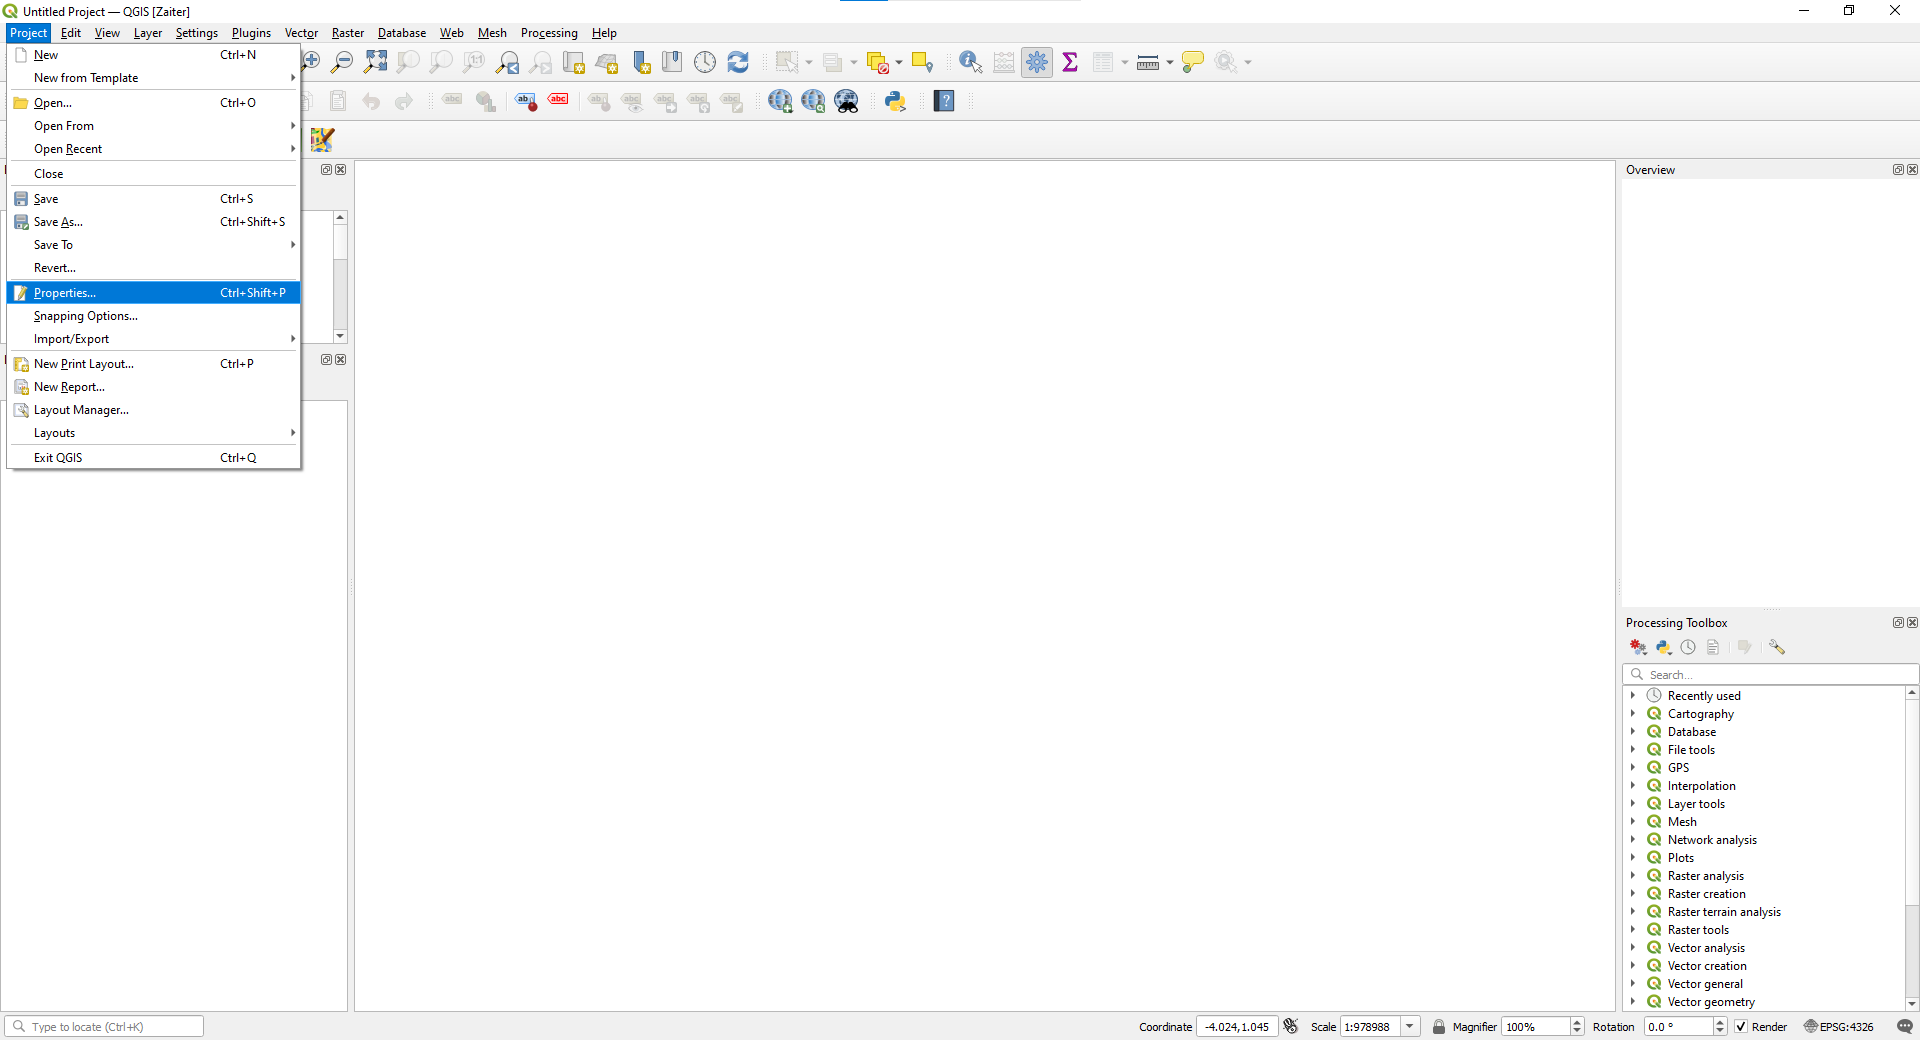 Untitled Project — QGIS [Zaiter]
Project Edit View Layer Settings Plugins Vector Raster Database Web Mesh Processing Help
New Ctrl+N
New from Template
Open... Ctrl+O
Open From
Open Recent
Close
Save Ctrl+S
Save As... Ctrl+Shift+S
Save To
Revert...
Properties... Ctrl+Shift+P
Snapping Options...
Import/Export
New Print Layout... Ctrl+P
New Report...
Layout Manager...
Layouts
Exit QGIS Ctrl+Q
Overview
Processing Toolbox
Search...
Recently used
Cartography
Database
File tools
GPS
Interpolation
Layer tools
Mesh
Network analysis
Plots
Raster analysis
Raster creation
Raster terrain analysis
Raster tools
Vector analysis
Vector creation
Vector general
Vector geometry
Type to locate (Ctrl+K)
Coordinate -4.024,1.045 Scale 1:978988 Magnifier 100% Rotation 0.0 ° Render EPSG:4326